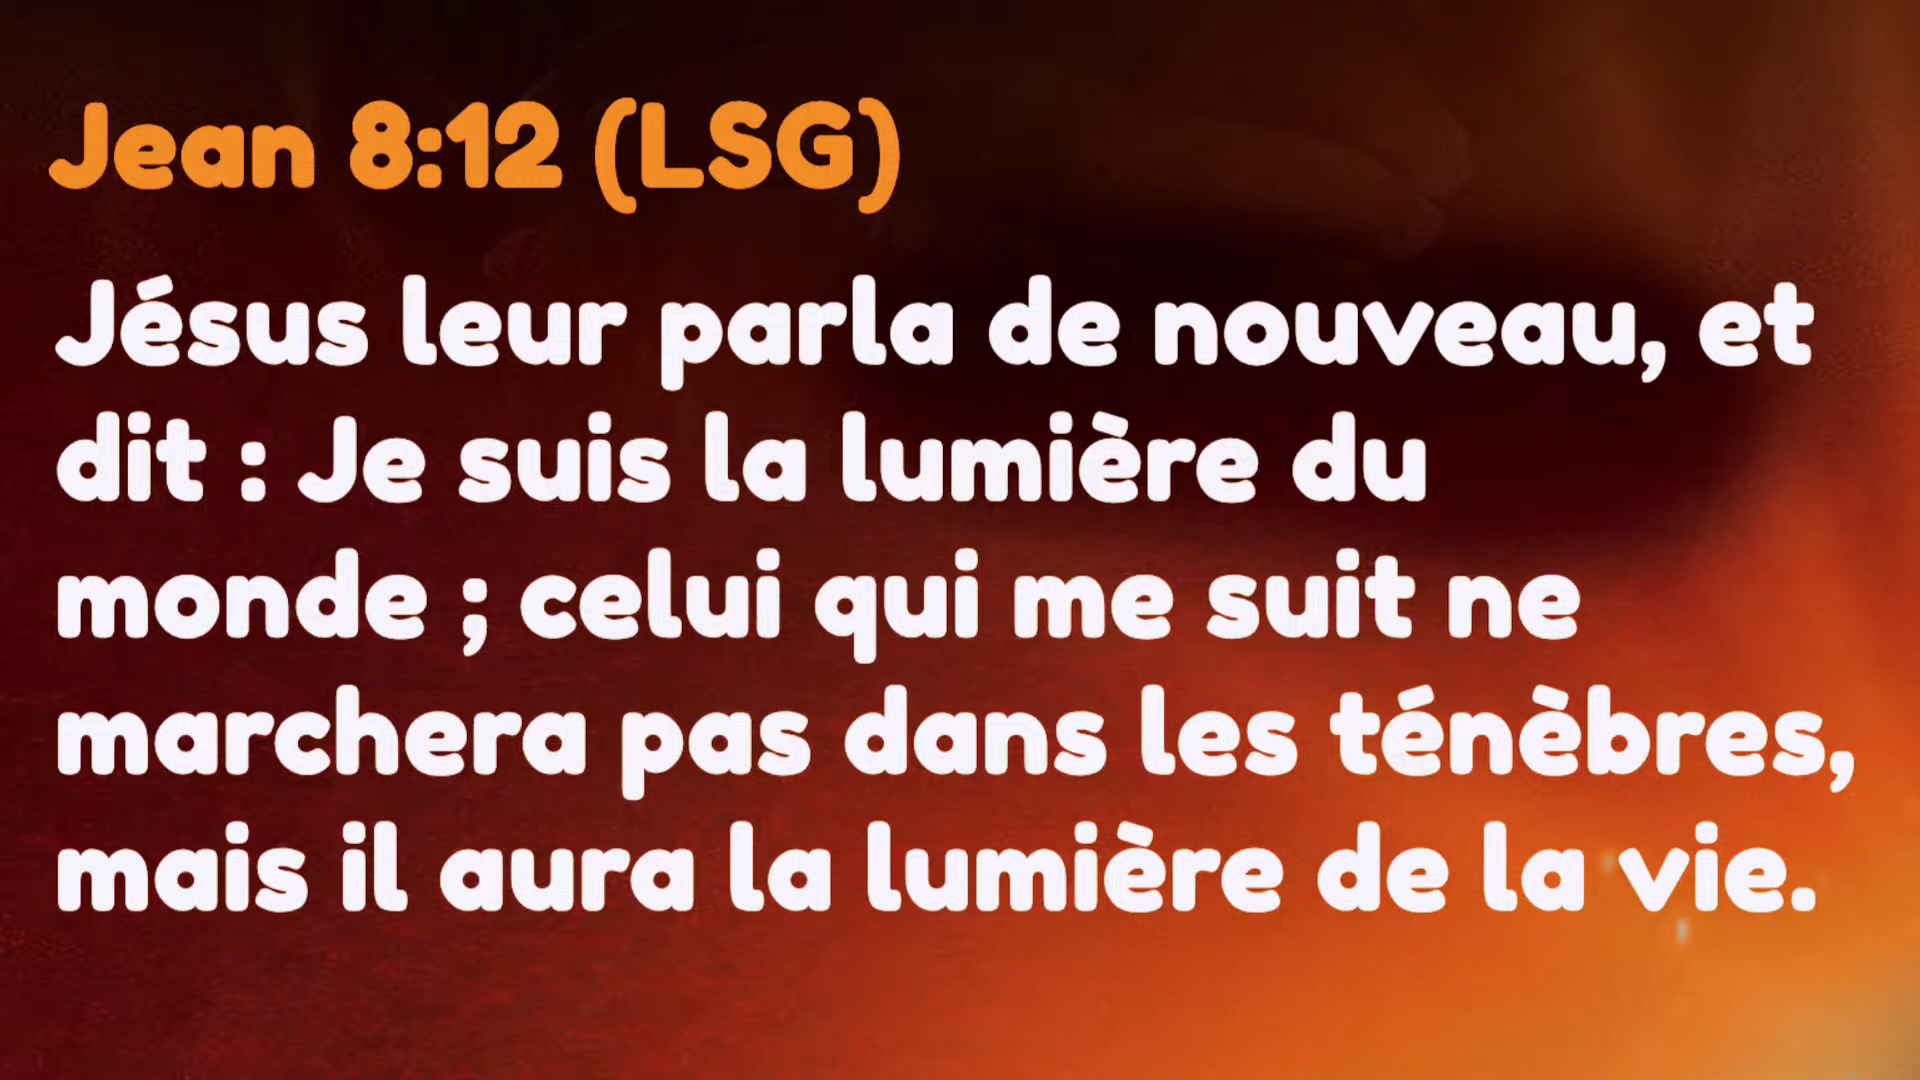 Jean 8:12 (LSG)
Jésus leur parla de nouveau, et
dit : Je suis la lumière du
monde ; celui qui me suit ne
marchera pas dans les ténèbres,
mais il aura la lumière de la vie.